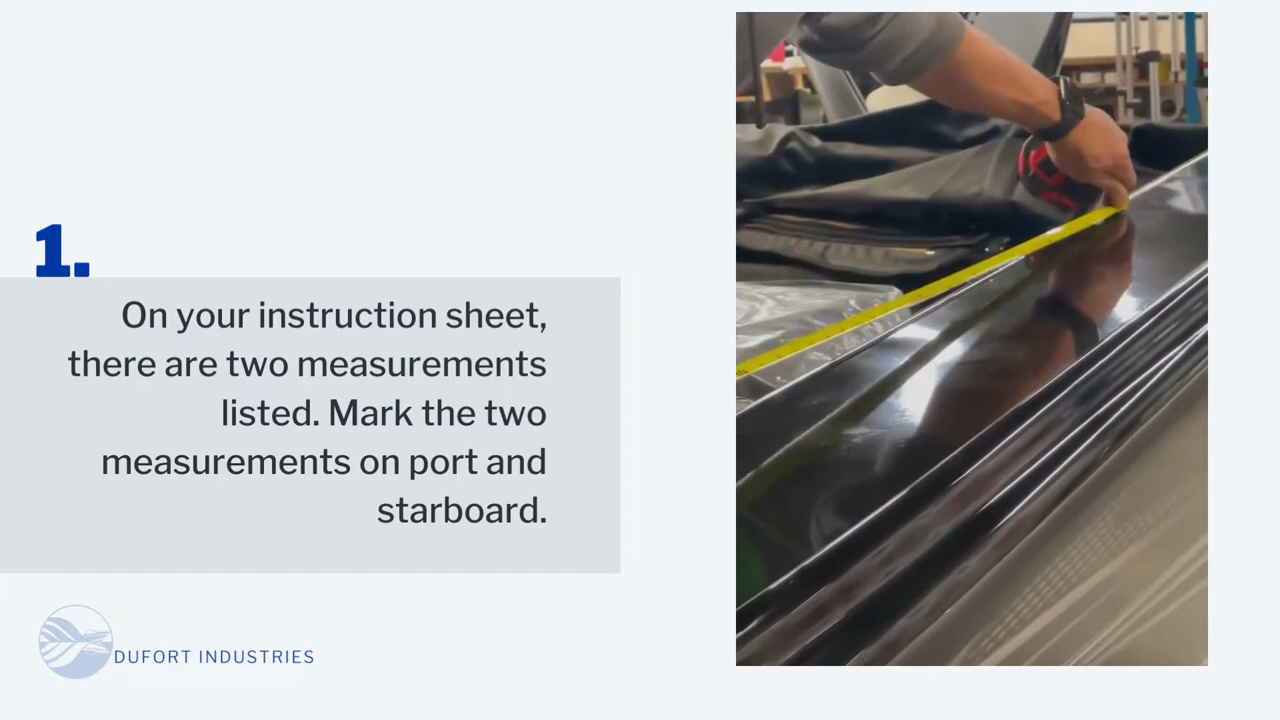 1.
On your instruction sheet,
there are two measurements
listed. Mark the two
measurements on port and
starboard.
DUFORT INDUSTRIES